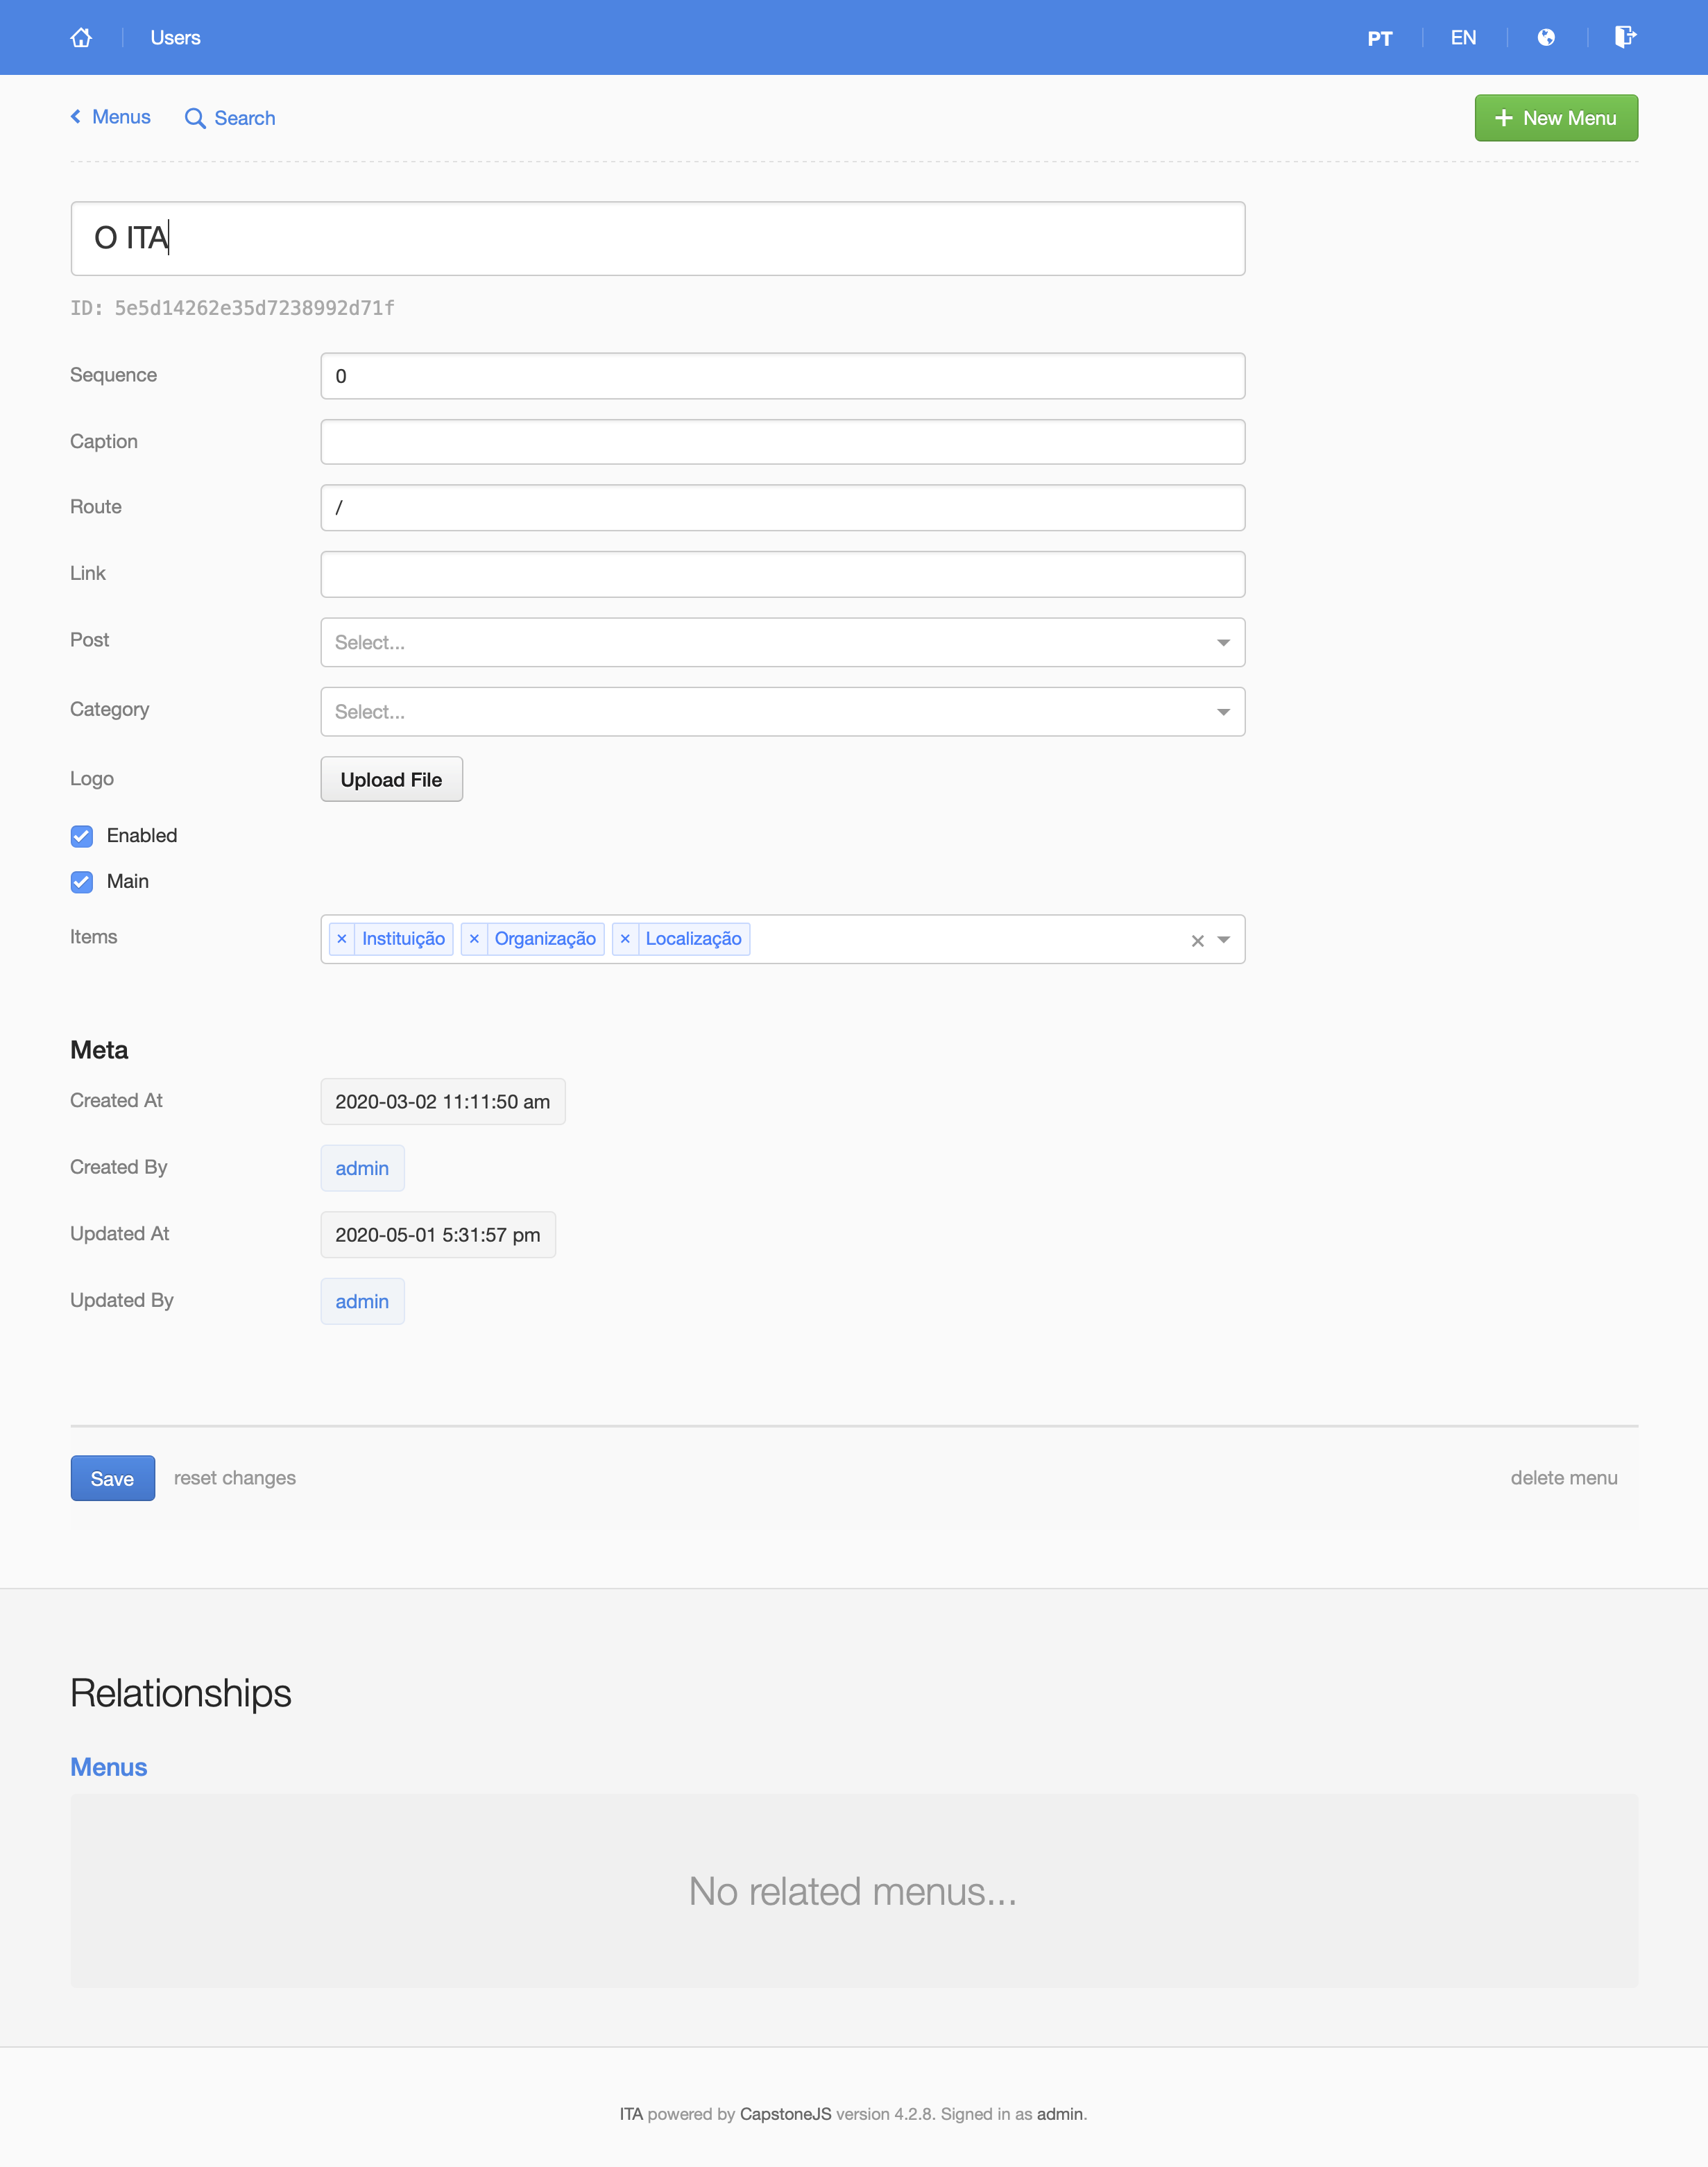 Users PT EN
Menus Search New Menu
O ITA
ID: 5e5d14262e35d7238992d71f
Sequence 0
Caption
Route /
Link
Post Select...
Category Select...
Logo Upload File
Enabled
Main
Items × Instituição × Organização × Localização ×
Meta
Created At 2020-03-02 11:11:50 am
Created By admin
Updated At 2020-05-01 5:31:57 pm
Updated By admin
Save reset changes delete menu
Relationships
Menus
No related menus...
ITA powered by CapstoneJS version 4.2.8. Signed in as admin.